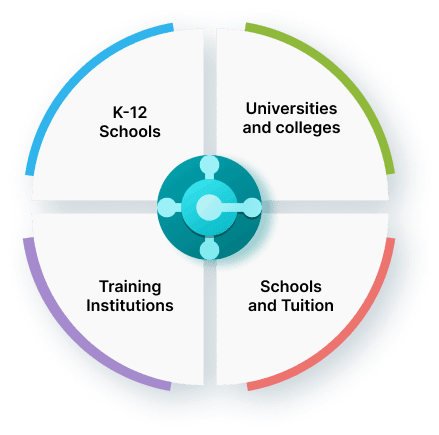 K-12
Schools
Universities
and colleges
Training
Institutions
Schools
and Tuition